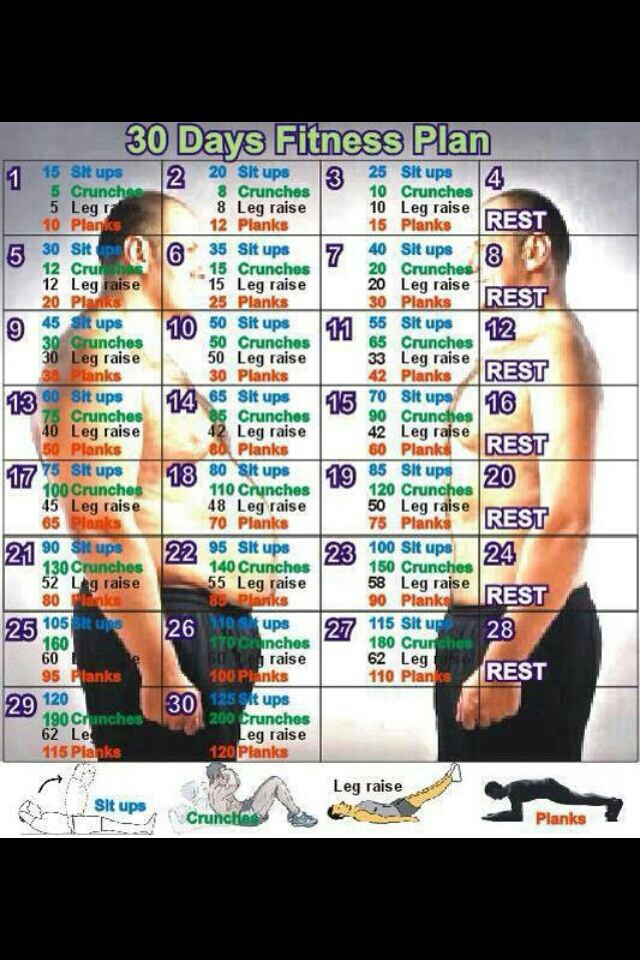 30 Days Fitness Plan
1
15 Sit ups
5 Crunches
5 Leg raise
10 Planks
2
20 Sit ups
8 Crunches
8 Leg raise
12 Planks
3
25 Sit ups
10 Crunches
10 Leg raise
15 Planks
4
REST
5
30 Sit ups
12 Crunches
12 Leg raise
20 Planks
6
35 Sit ups
15 Crunches
15 Leg raise
25 Planks
7
40 Sit ups
20 Crunches
20 Leg raise
30 Planks
8
REST
9
45 Sit ups
30 Crunches
30 Leg raise
38 Planks
10
50 Sit ups
50 Crunches
50 Leg raise
30 Planks
11
55 Sit ups
65 Crunches
33 Leg raise
42 Planks
12
REST
13
60 Sit ups
75 Crunches
40 Leg raise
50 Planks
14
65 Sit ups
85 Crunches
42 Leg raise
80 Planks
15
70 Sit ups
90 Crunches
42 Leg raise
60 Planks
16
REST
17
75 Sit ups
100 Crunches
45 Leg raise
65 Planks
18
80 Sit ups
110 Crunches
48 Leg raise
70 Planks
19
85 Sit ups
120 Crunches
50 Leg raise
75 Planks
20
REST
21
90 Sit ups
130 Crunches
52 Leg raise
80 Planks
22
95 Sit ups
140 Crunches
55 Leg raise
85 Planks
23
100 Sit ups
150 Crunches
58 Leg raise
90 Planks
24
REST
25
105 Sit ups
160
60
95 Planks
26
110 Sit ups
170 Crunches
60 Leg raise
100 Planks
27
115 Sit ups
180 Crunches
62 Leg raise
110 Planks
28
REST
29
120
190 Crunches
62 Leg
115 Planks
30
125 Sit ups
200 Crunches
Leg raise
120 Planks
Sit ups
Crunches
Leg raise
Planks